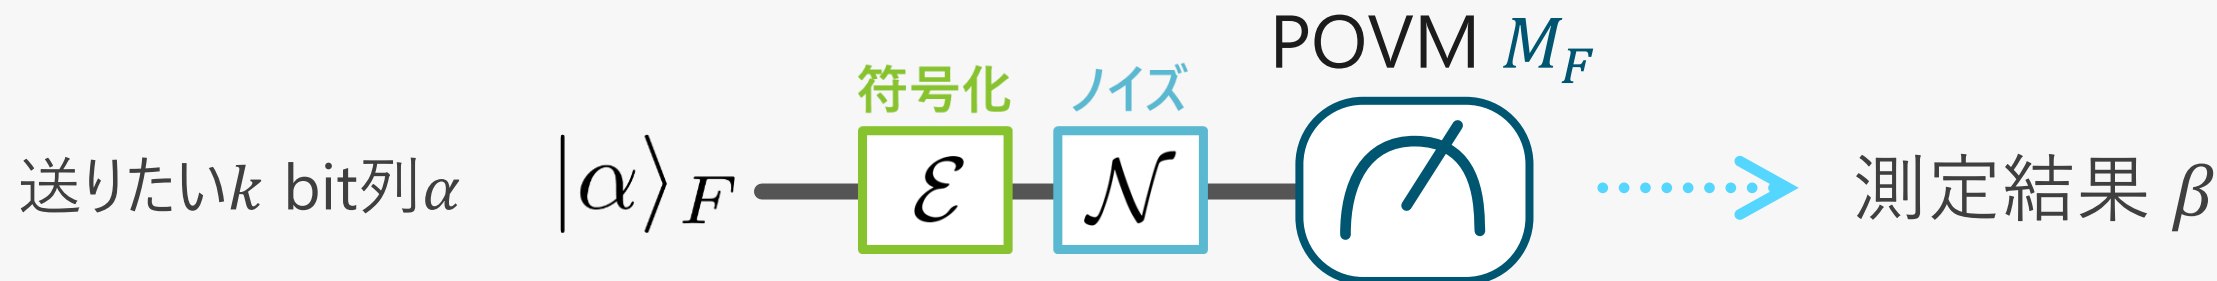 POVM M_F
符号化 ノイズ
送りたいk bit列α |α⟩_F ℰ 𝒩 測定結果 β